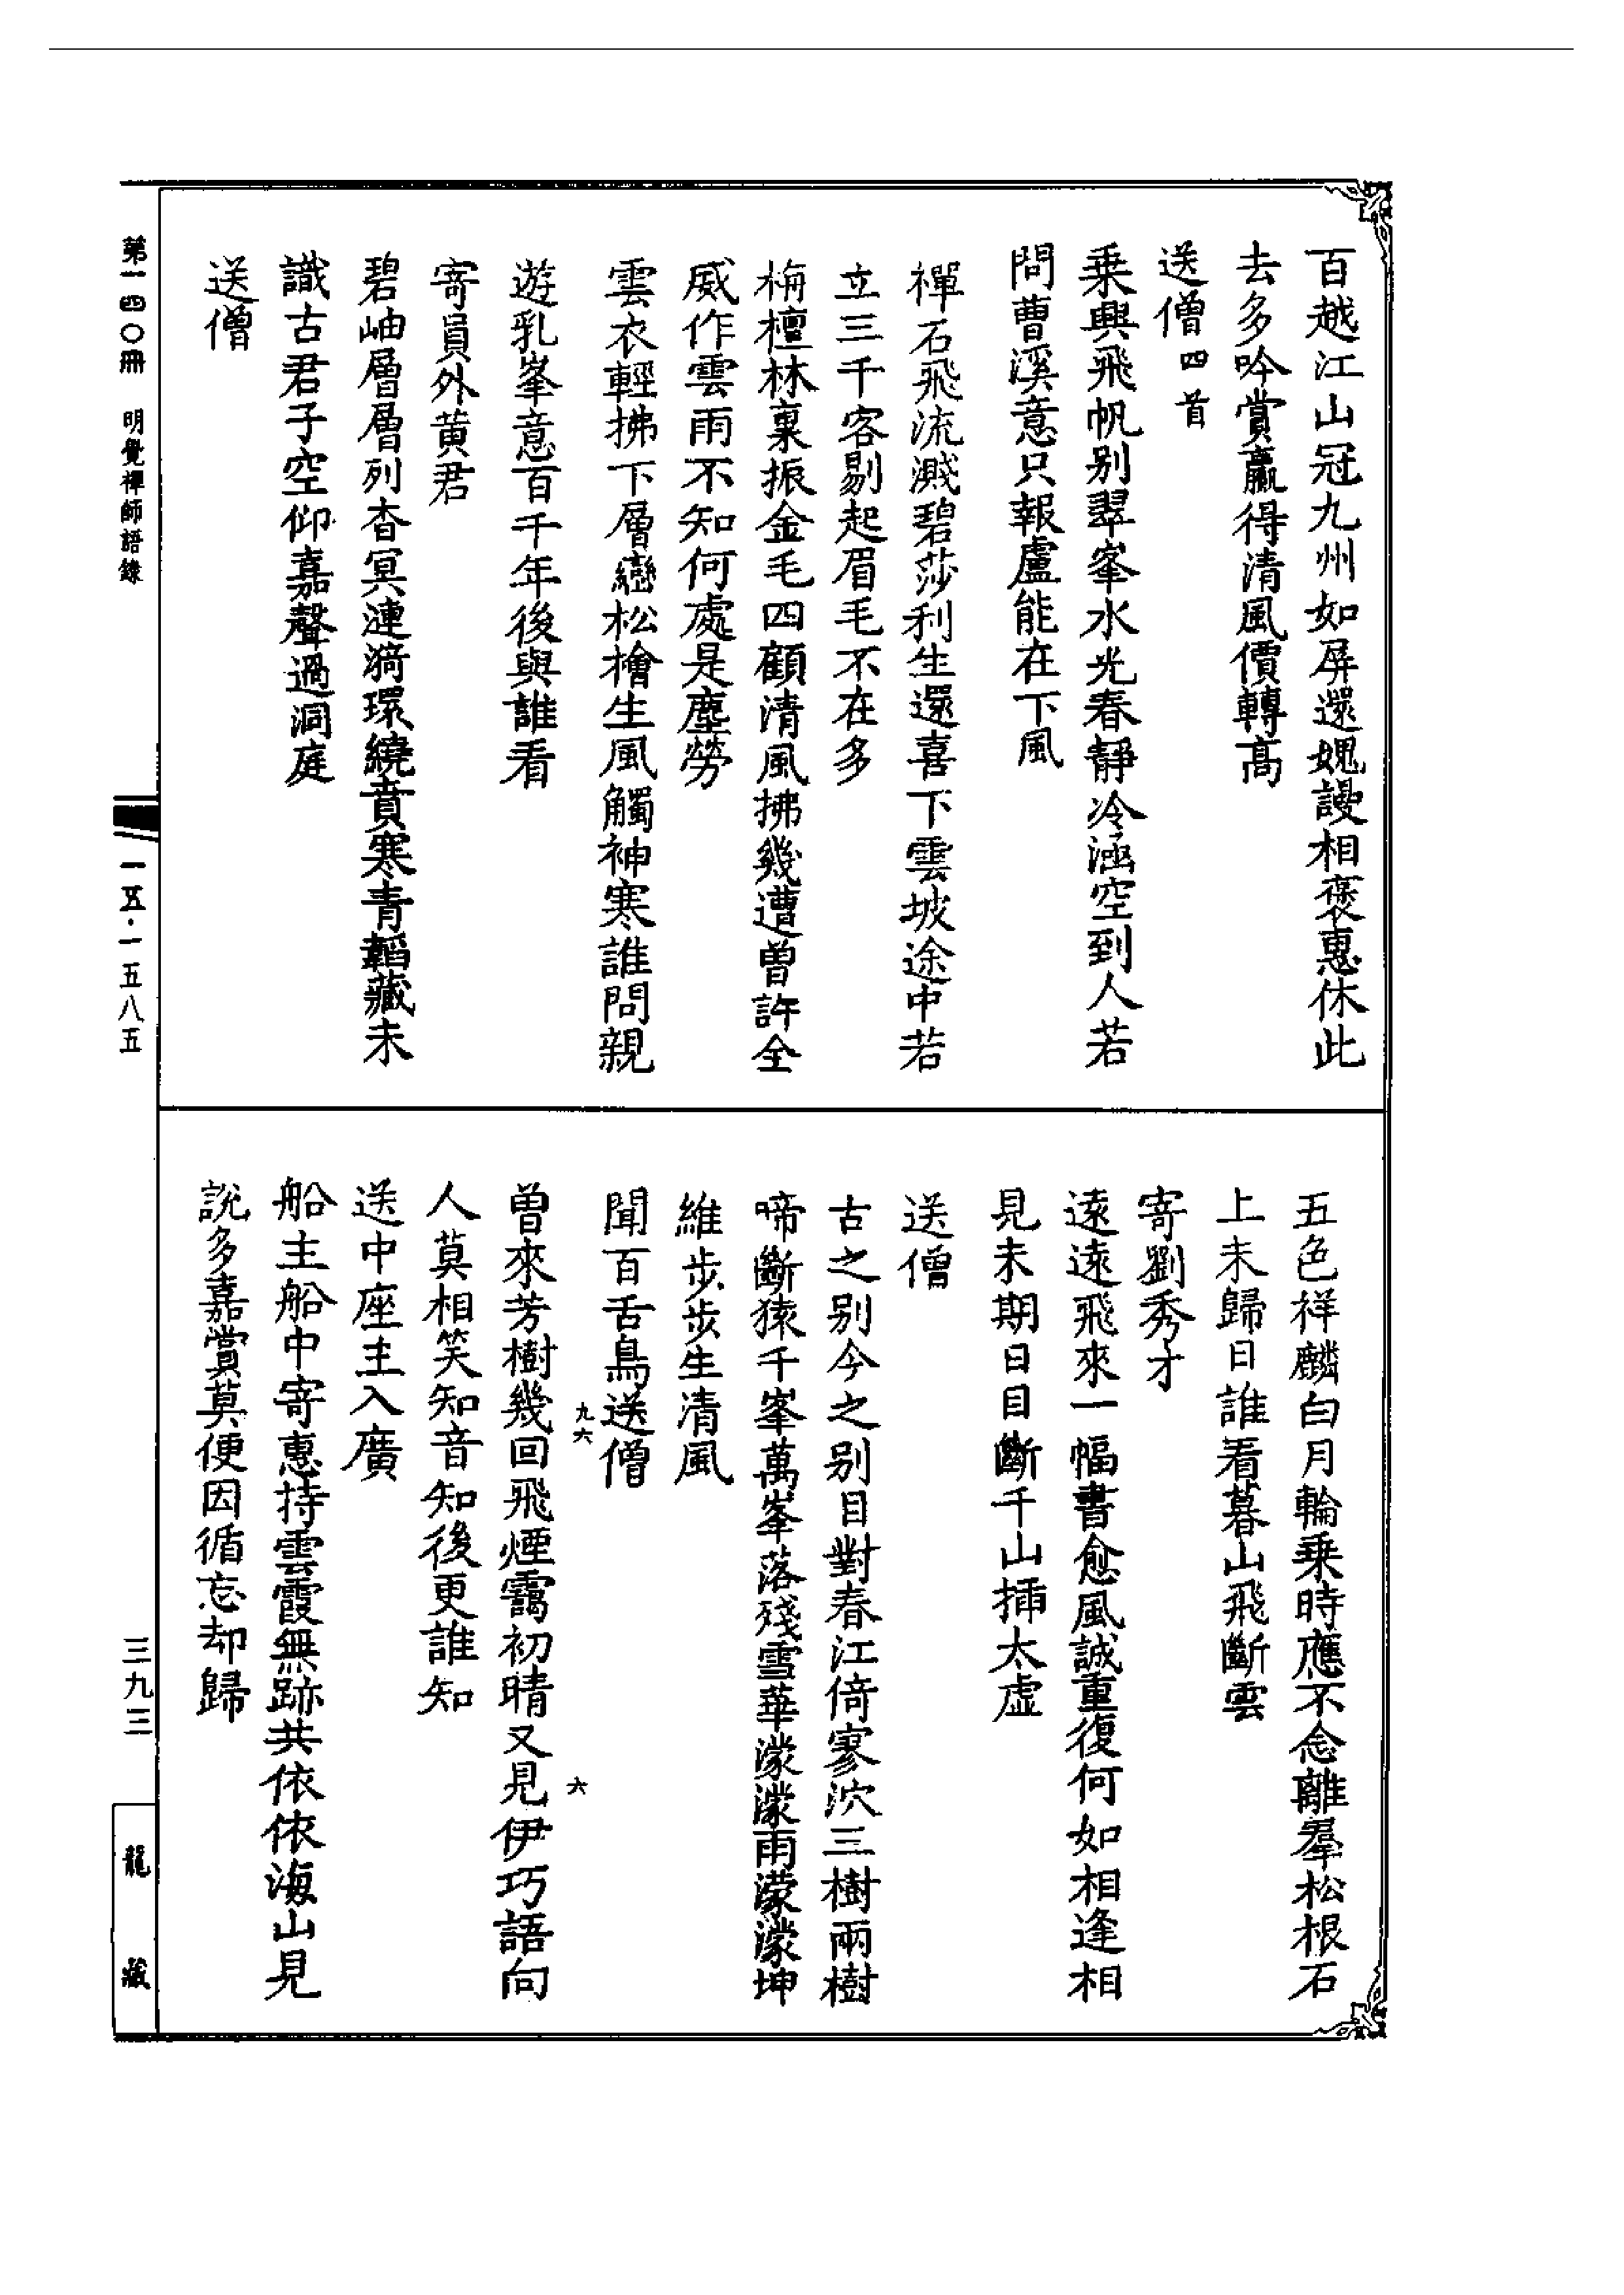 百越江山冠九州如屏還媿謾相褒惠休此
去多吟賞贏得清風價轉高
送僧四首
乗興飛帆别翠峯水光春靜冷涵空到人若
問曹溪意只報盧能在下風
禪石飛流濺碧莎利生還喜下雲坡途中若
立三千客剔起眉毛不在多
栴檀林裏振金毛四顧清風拂幾遭曽許全
威作雲雨不知何處是塵勞
雲衣輕拂下層巒松檜生風觸神寒誰問親
遊乳峯意百千年後與誰看
寄員外黄君
碧岫層層列杳冥漣漪環繞賁寒青韜藏未
識古君子空仰嘉聲過洞庭
送僧
五色祥麟白月輪乗時應不念離羣松根石
上未歸日誰看暮山飛斷雲
寄劉秀才
遠遠飛來一幅書愈風誠重復何如相逢相
見未期日目斷千山揷太虚
送僧
古之别今之别目對春江倚寥泬三樹兩樹
啼斷猿千峯萬峯落殘雪華濛濛雨濛濛坤
維步步生清風
聞百舌鳥送僧
曽來芳樹幾回飛煙靄初晴又見伊巧語向
人莫相笑知音知後更誰知
送中座主入廣
船主船中寄惠持雲霞無跡共依依海山見
說多嘉賞莫便因循忘却歸
九六
六
第一四〇冊 明覺禪師語錄
一五·一五八五
三九三
龍藏